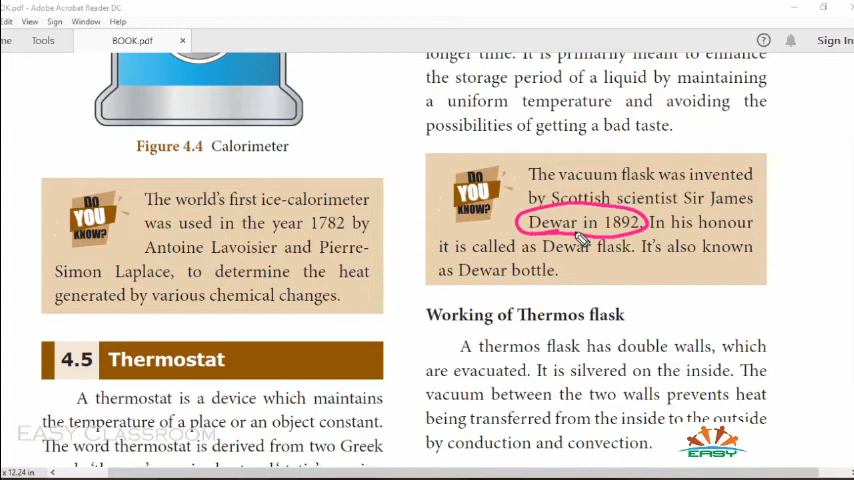 OK.pdf - Adobe Acrobat Reader DC
Edit View Sign Window Help
me Tools BOOK.pdf × Sign In
Figure 4.4 Calorimeter
DO YOU KNOW?
The world's first ice-calorimeter
was used in the year 1782 by
Antoine Lavoisier and Pierre-
Simon Laplace, to determine the heat
generated by various chemical changes.
4.5 Thermostat
A thermostat is a device which maintains
the temperature of a place or an object constant.
The word thermostat is derived from two Greek
longer time. It is primarily meant to enhance
the storage period of a liquid by maintaining
a uniform temperature and avoiding the
possibilities of getting a bad taste.
DO YOU KNOW?
The vacuum flask was invented
by Scottish scientist Sir James
Dewar in 1892. In his honour
it is called as Dewar flask. It's also known
as Dewar bottle.
Working of Thermos flask
A thermos flask has double walls, which
are evacuated. It is silvered on the inside. The
vacuum between the two walls prevents heat
being transferred from the inside to the outside
by conduction and convection.
EASY CLASSROOM
EASY
x 12.24 in